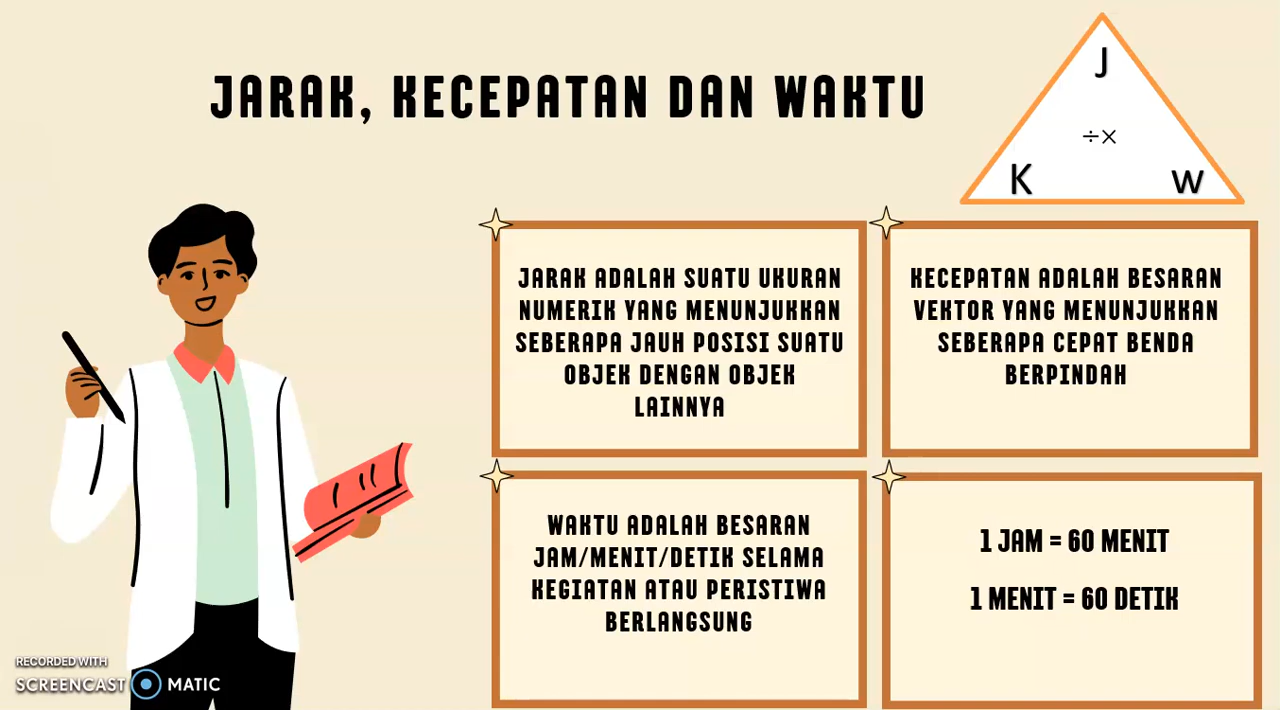 JARAK, KECEPATAN DAN WAKTU
J
÷×
K W
JARAK ADALAH SUATU UKURAN
NUMERIK YANG MENUNJUKKAN
SEBERAPA JAUH POSISI SUATU
OBJEK DENGAN OBJEK
LAINNYA
KECEPATAN ADALAH BESARAN
VEKTOR YANG MENUNJUKKAN
SEBERAPA CEPAT BENDA
BERPINDAH
WAKTU ADALAH BESARAN
JAM/MENIT/DETIK SELAMA
KEGIATAN ATAU PERISTIWA
BERLANGSUNG
1 JAM = 60 MENIT
1 MENIT = 60 DETIK
RECORDED WITH
SCREENCAST MATIC